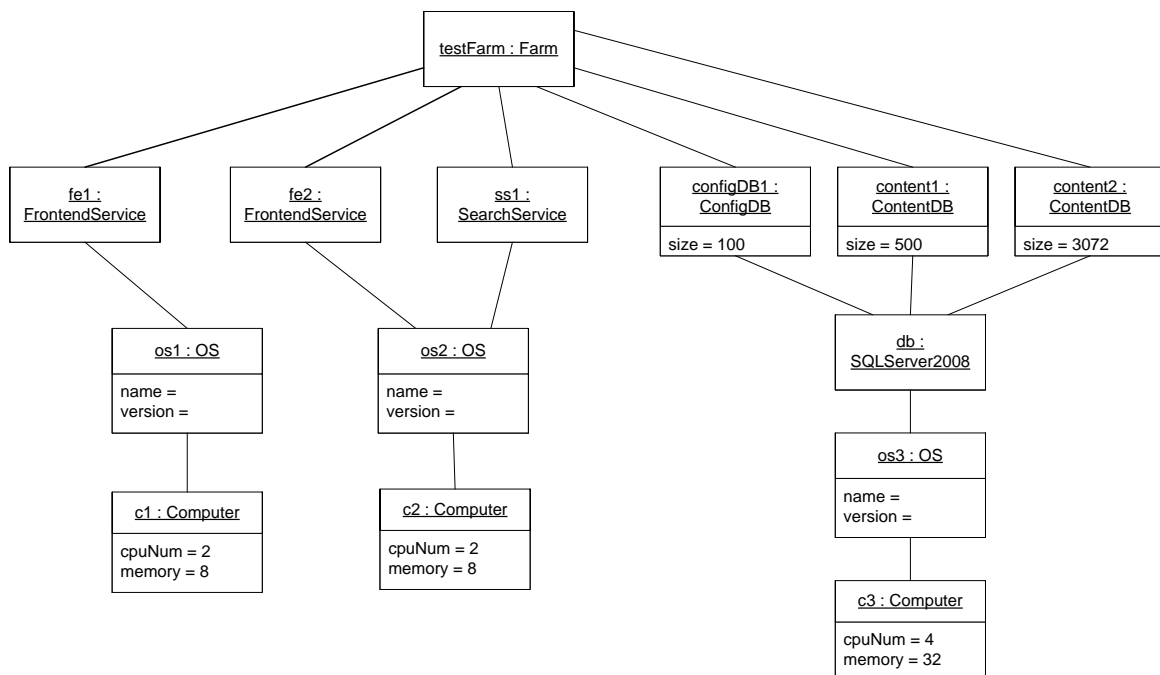 testFarm : Farm
fe1 :
FrontendService
fe2 :
FrontendService
ss1 :
SearchService
configDB1 :
ConfigDB
size = 100
content1 :
ContentDB
size = 500
content2 :
ContentDB
size = 3072
os1 : OS
name =
version =
os2 : OS
name =
version =
db :
SQLServer2008
os3 : OS
name =
version =
c1 : Computer
cpuNum = 2
memory = 8
c2 : Computer
cpuNum = 2
memory = 8
c3 : Computer
cpuNum = 4
memory = 32